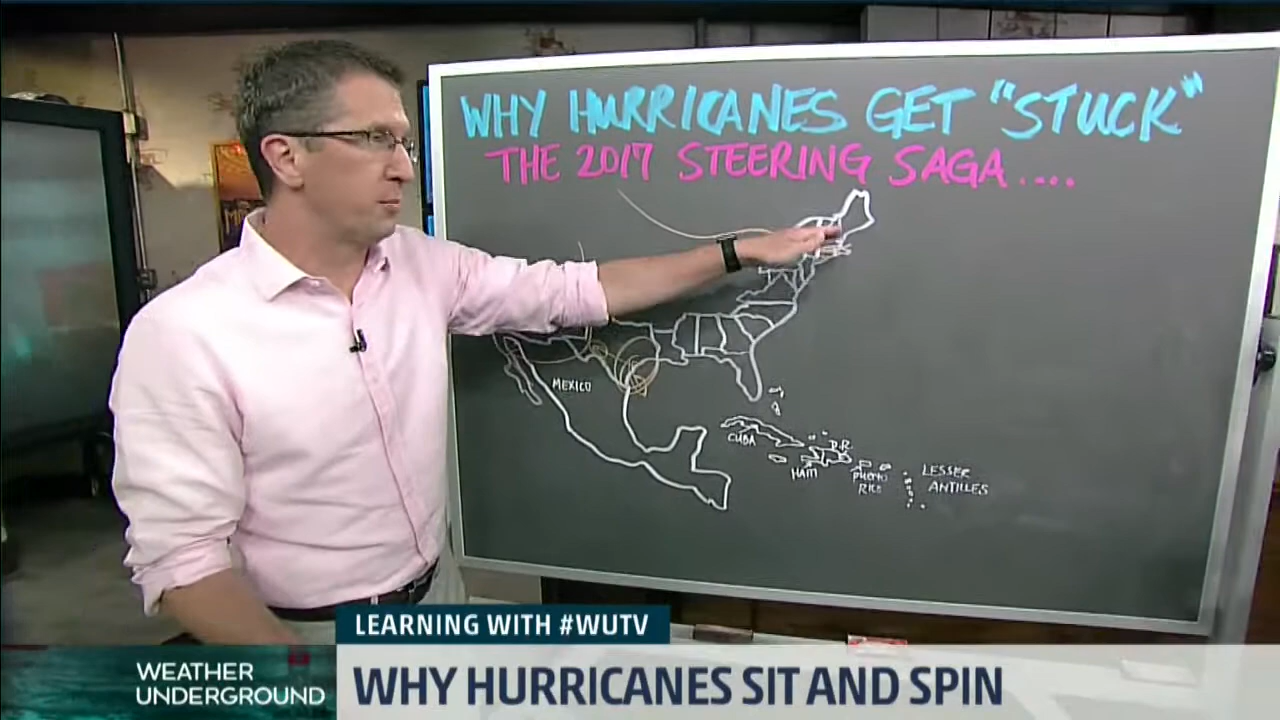 WHY HURRICANES GET "STUCK"
THE 2017 STEERING SAGA....
MEXICO
CUBA
D.R.
HAITI
PUERTO
RICO
LESSER
ANTILLES
LEARNING WITH #WUTV
WEATHER
UNDERGROUND
WHY HURRICANES SIT AND SPIN